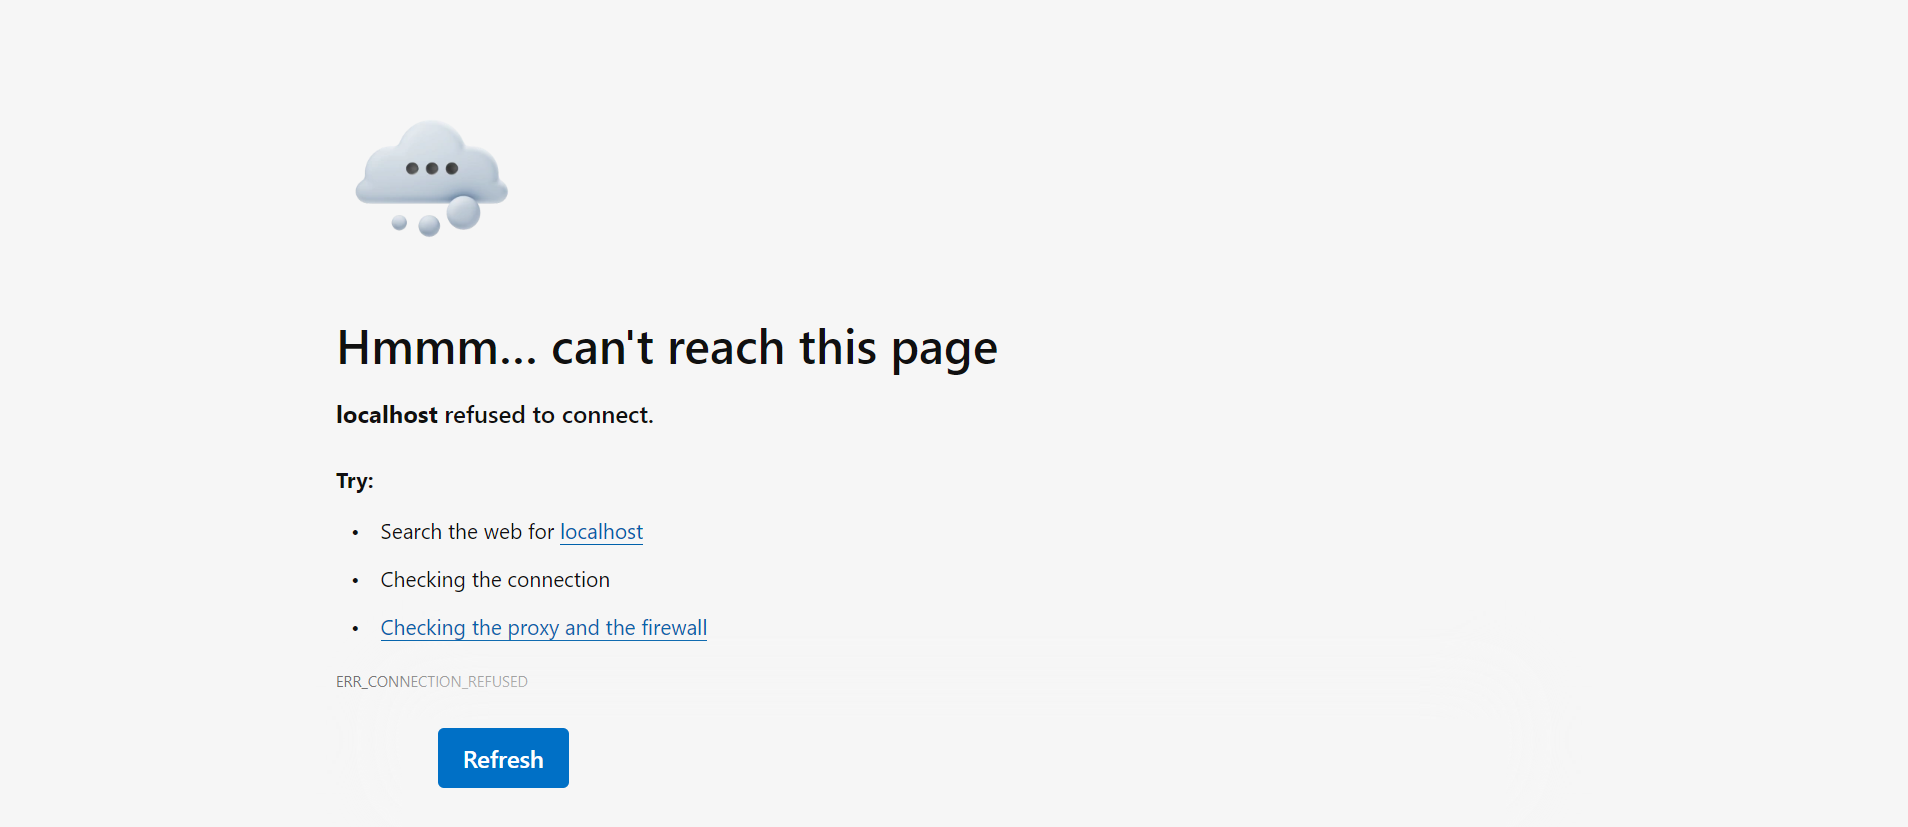 Hmmm... can't reach this page
localhost refused to connect.
Try:
• Search the web for localhost
• Checking the connection
• Checking the proxy and the firewall
ERR_CONNECTION_REFUSED
Refresh